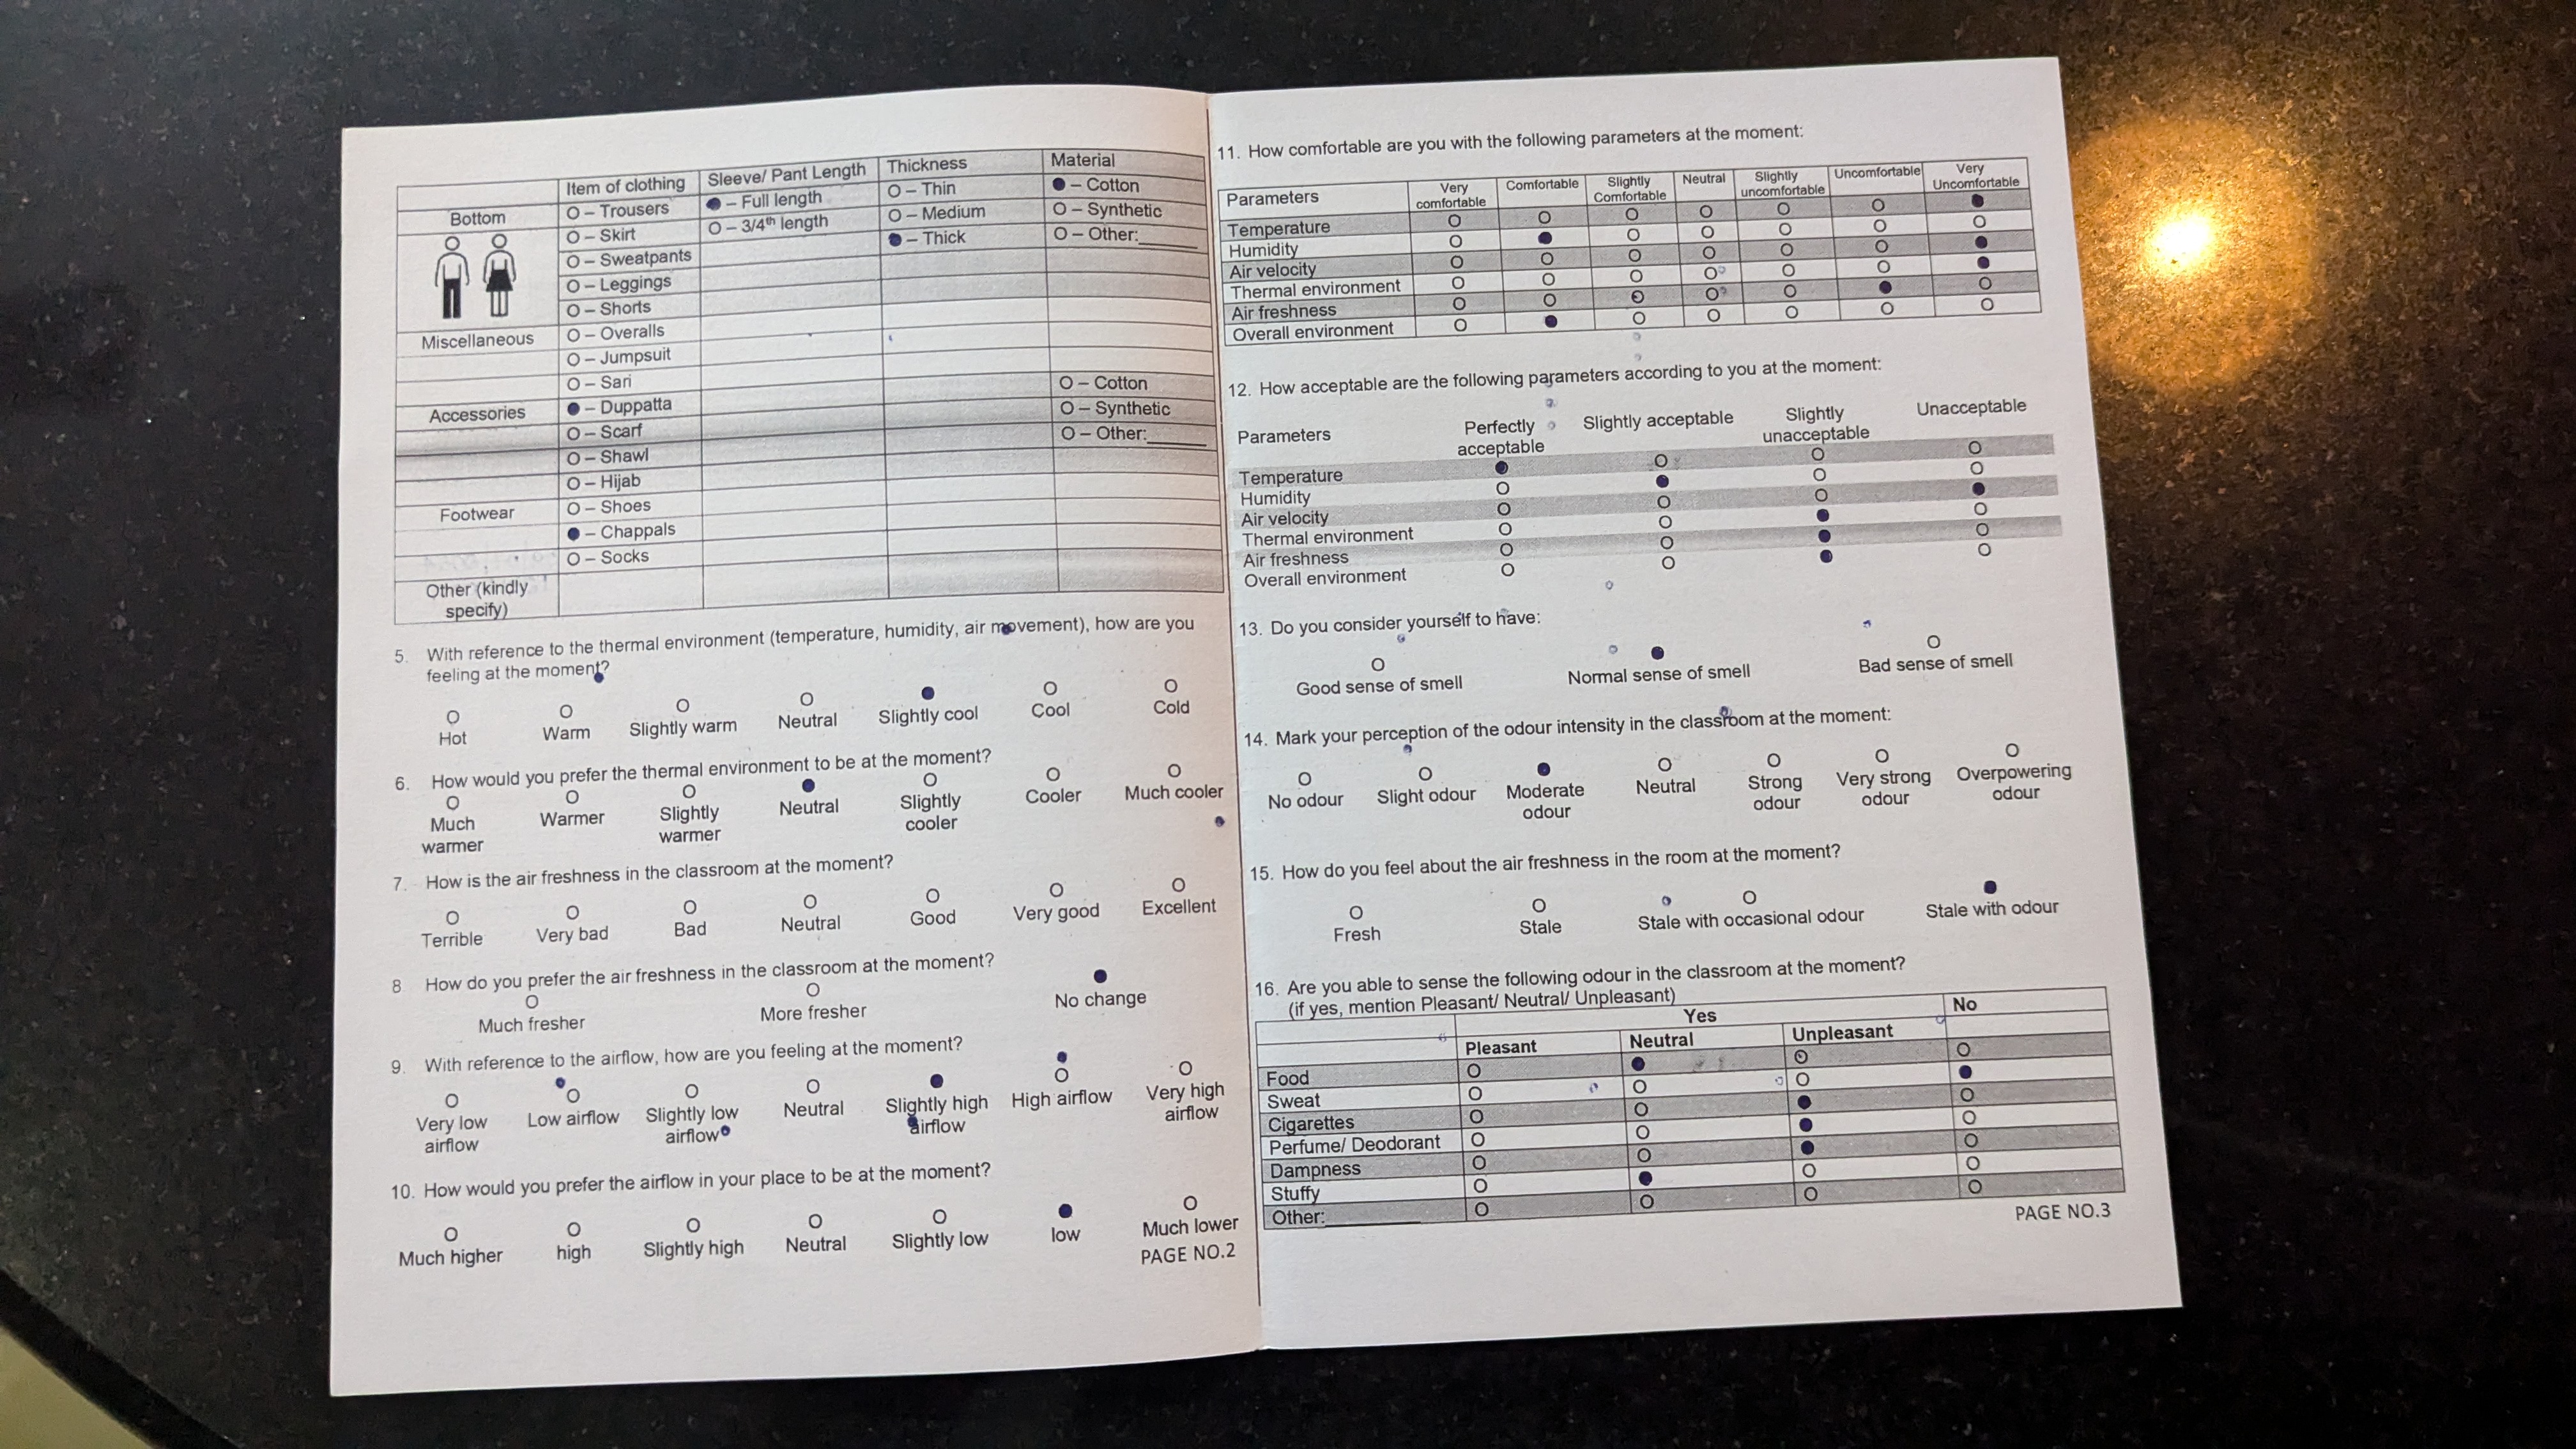 Item of clothing Sleeve/ Pant Length Thickness Material
Bottom O – Trousers ● – Full length O – Thin ● – Cotton
O – Skirt O – 3/4th length O – Medium O – Synthetic
O – Sweatpants ● – Thick O – Other:______
O – Leggings
O – Shorts
Miscellaneous O – Overalls
O – Jumpsuit
O – Sari O – Cotton
Accessories ● – Duppatta O – Synthetic
O – Scarf O – Other:______
O – Shawl
O – Hijab
Footwear O – Shoes
● – Chappals
O – Socks
Other (kindly
specify)
5. With reference to the thermal environment (temperature, humidity, air movement), how are you
feeling at the moment?
O O O O ● O O
Hot Warm Slightly warm Neutral Slightly cool Cool Cold
6. How would you prefer the thermal environment to be at the moment?
O O O ● O O O
Much Warmer Slightly Neutral Slightly Cooler Much cooler
warmer warmer cooler
7. How is the air freshness in the classroom at the moment?
O O O O O O O
Terrible Very bad Bad Neutral Good Very good Excellent
8 How do you prefer the air freshness in the classroom at the moment?
O O ●
Much fresher More fresher No change
9. With reference to the airflow, how are you feeling at the moment?
O O O O ● O O
Very low Low airflow Slightly low Neutral Slightly high High airflow Very high
airflow airflow airflow airflow
10. How would you prefer the airflow in your place to be at the moment?
O O O O O ● O
Much higher high Slightly high Neutral Slightly low low Much lower
PAGE NO.2
11. How comfortable are you with the following parameters at the moment:
Parameters Very comfortable Comfortable Slightly Comfortable Neutral Slightly uncomfortable Uncomfortable Very Uncomfortable
Temperature O O O O O O ●
Humidity O ● O O O O O
Air velocity O O O O O O ●
Thermal environment O O O O O O ●
Air freshness O O O O O ● O
Overall environment O ● O O O O O
12. How acceptable are the following parameters according to you at the moment:
Parameters Perfectly acceptable Slightly acceptable Slightly unacceptable Unacceptable
Temperature ● O O O
Humidity O ● O O
Air velocity O O O ●
Thermal environment O O ● O
Air freshness O O ● O
Overall environment O O ● O
13. Do you consider yourself to have:
O ● O
Good sense of smell Normal sense of smell Bad sense of smell
14. Mark your perception of the odour intensity in the classroom at the moment:
O O ● O O O O
No odour Slight odour Moderate Neutral Strong Very strong Overpowering
odour odour odour odour
15. How do you feel about the air freshness in the room at the moment?
O O O ●
Fresh Stale Stale with occasional odour Stale with odour
16. Are you able to sense the following odour in the classroom at the moment?
(if yes, mention Pleasant/ Neutral/ Unpleasant)
Yes No
Pleasant Neutral Unpleasant
Food O ● O O
Sweat O O O ●
Cigarettes O O ● O
Perfume/ Deodorant O O ● O
Dampness O O ● O
Stuffy O ● O O
Other:__________ O O O O
PAGE NO.3